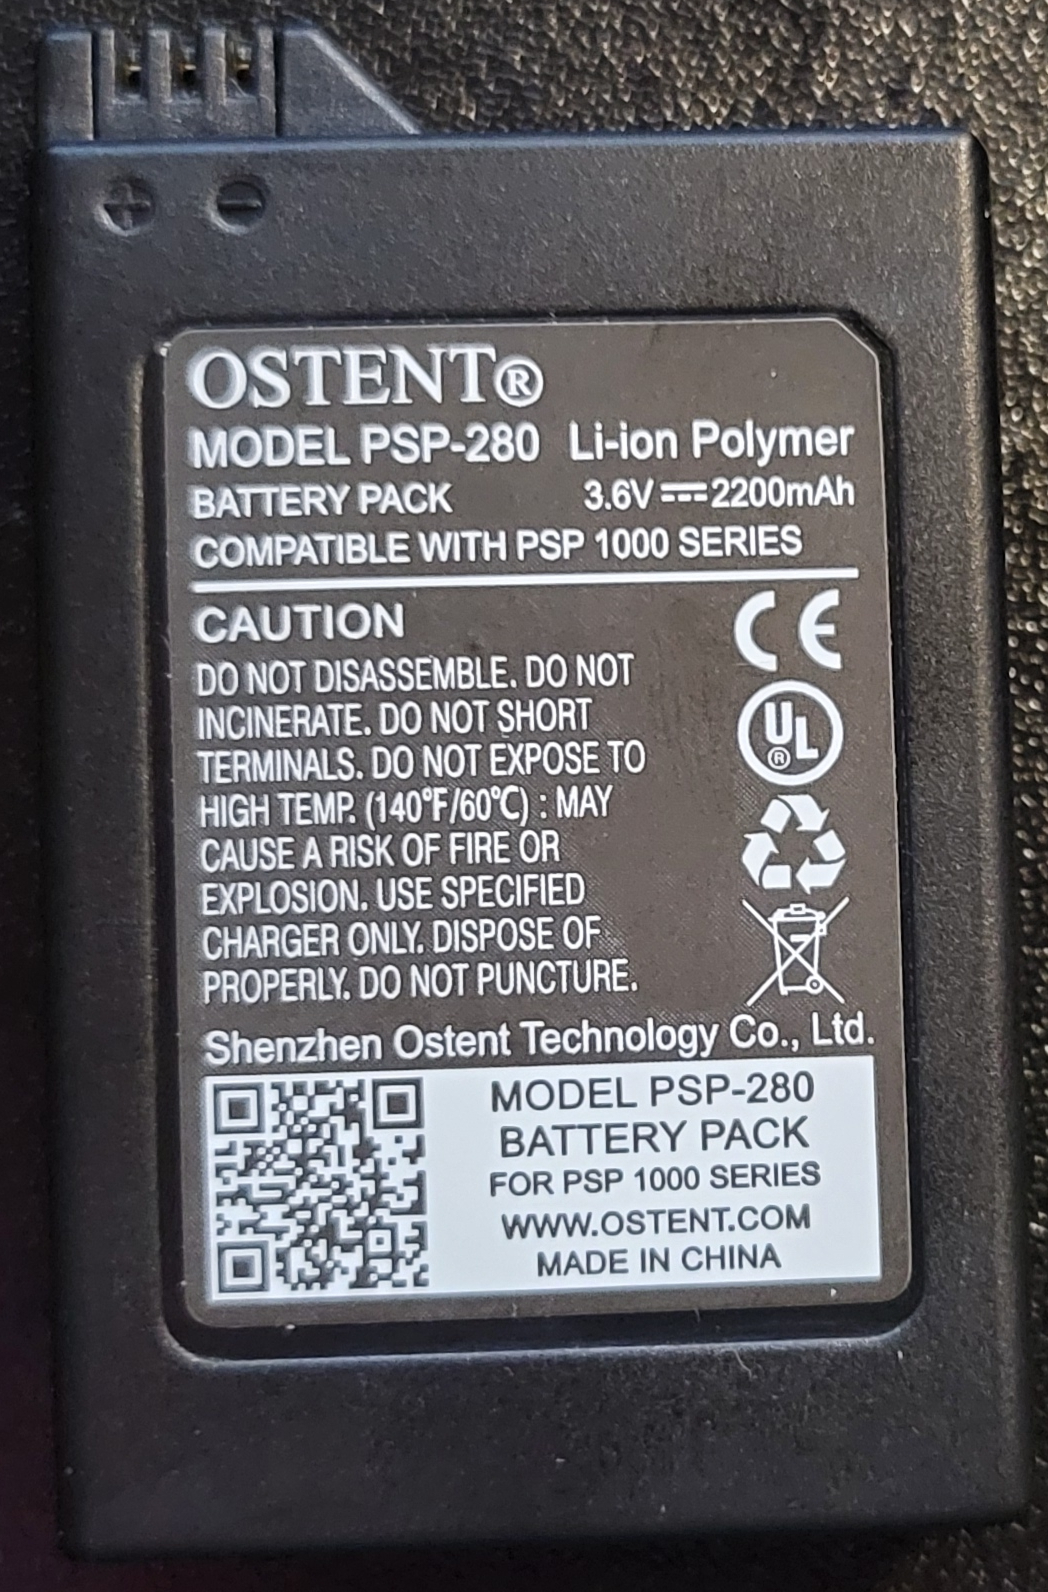 + −
OSTENT®
MODEL PSP-280 Li-ion Polymer
BATTERY PACK 3.6V⎓2200mAh
COMPATIBLE WITH PSP 1000 SERIES
CAUTION
DO NOT DISASSEMBLE. DO NOT
INCINERATE. DO NOT SHORT
TERMINALS. DO NOT EXPOSE TO
HIGH TEMP. (140°F/60℃) : MAY
CAUSE A RISK OF FIRE OR
EXPLOSION. USE SPECIFIED
CHARGER ONLY. DISPOSE OF
PROPERLY. DO NOT PUNCTURE.
CE
UL®
Shenzhen Ostent Technology Co., Ltd.
MODEL PSP-280
BATTERY PACK
FOR PSP 1000 SERIES
WWW.OSTENT.COM
MADE IN CHINA